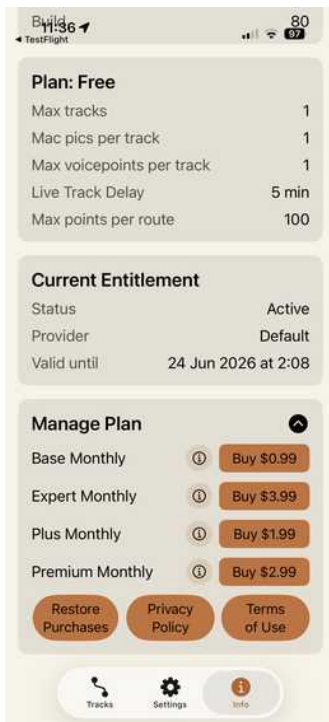 Build 80
11:36
97
◀ TestFlight
Plan: Free
Max tracks 1
Mac pics per track 1
Max voicepoints per track 1
Live Track Delay 5 min
Max points per route 100
Current Entitlement
Status Active
Provider Default
Valid until 24 Jun 2026 at 2:08
Manage Plan
Base Monthly Buy $0.99
Expert Monthly Buy $3.99
Plus Monthly Buy $1.99
Premium Monthly Buy $2.99
Restore Purchases
Privacy Policy
Terms of Use
Tracks Settings Info